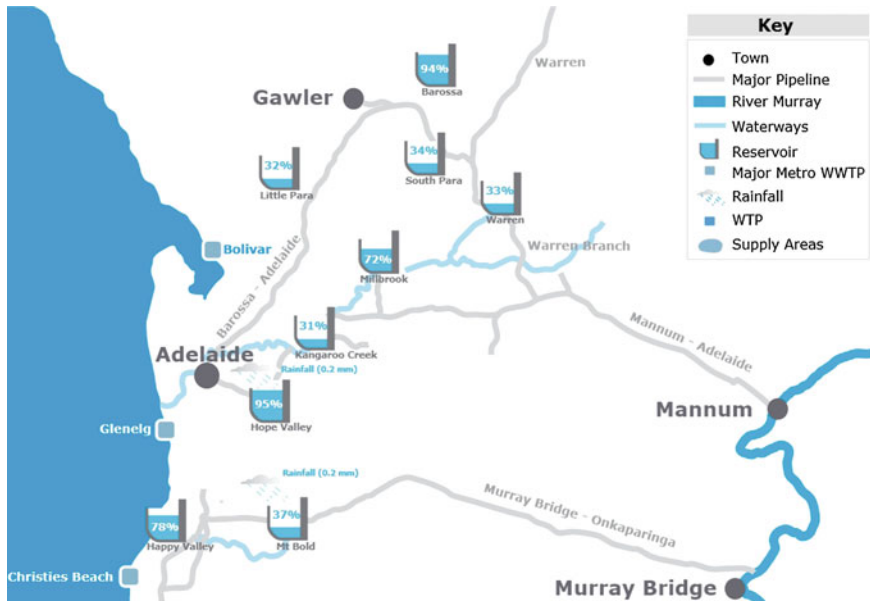 Key
Town
Major Pipeline
River Murray
Waterways
Reservoir
Major Metro WWTP
Rainfall
WTP
Supply Areas
94%
Barossa
Warren
Gawler
34%
South Para
32%
Little Para
33%
Warren
Warren Branch
Bolivar
72%
Millbrook
Barossa - Adelaide
31%
Kangaroo Creek
Mannum - Adelaide
Adelaide
Rainfall (0.2 mm)
95%
Hope Valley
Mannum
Glenelg
Rainfall (0.2 mm)
37%
Mt Bold
Murray Bridge - Onkaparinga
78%
Happy Valley
Christies Beach
Murray Bridge